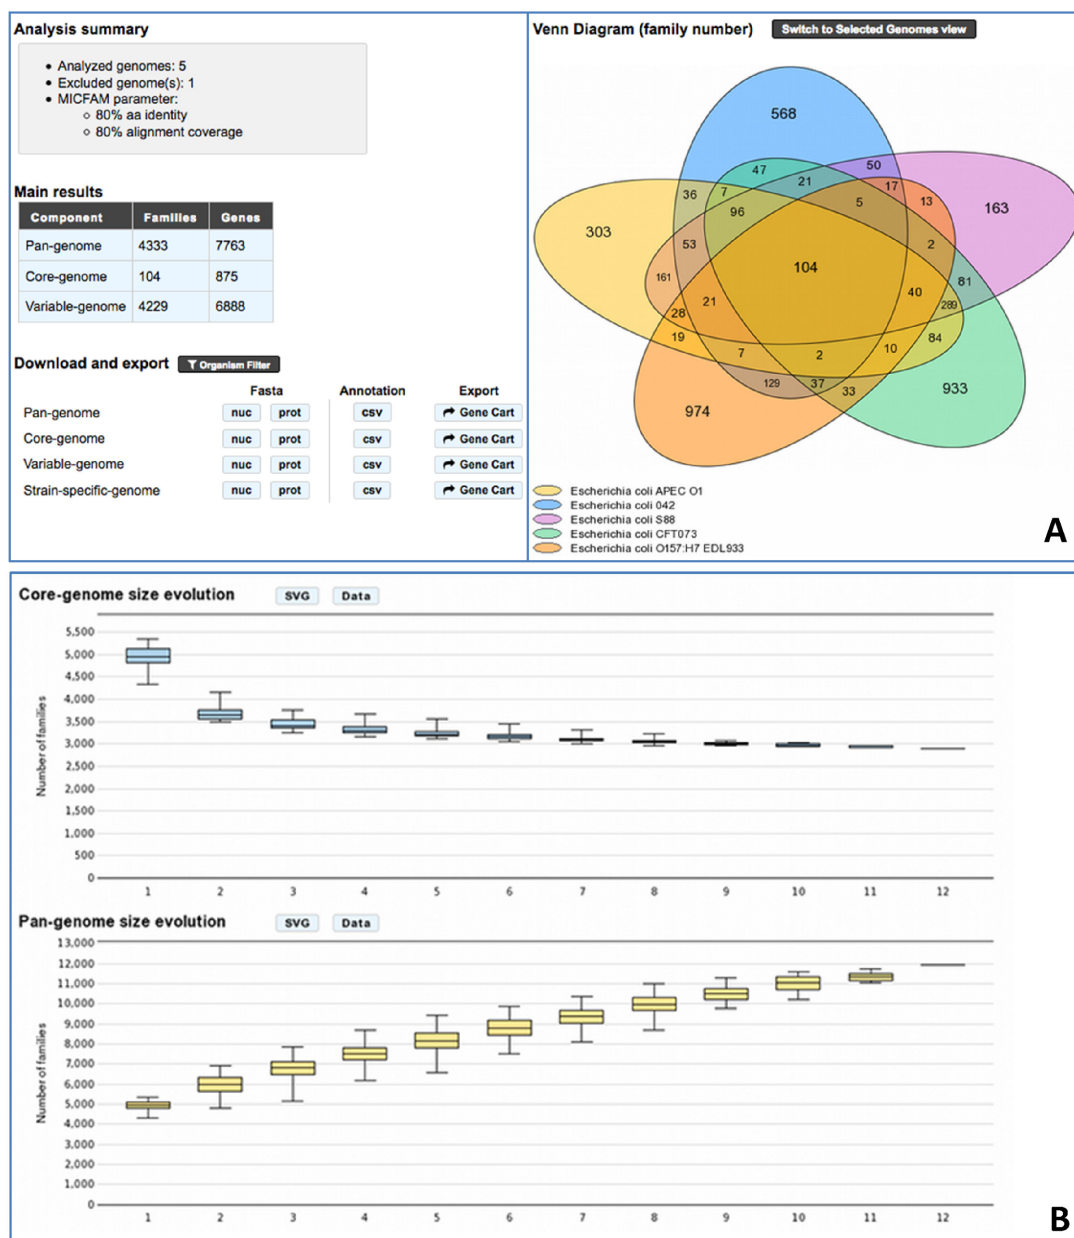 Analysis summary
Analyzed genomes: 5
Excluded genome(s): 1
MICFAM parameter:
80% aa identity
80% alignment coverage
Main results
Component Families Genes
Pan-genome 4333 7763
Core-genome 104 875
Variable-genome 4229 6888
Download and export Organism Filter
Fasta Annotation Export
Pan-genome nuc prot csv Gene Cart
Core-genome nuc prot csv Gene Cart
Variable-genome nuc prot csv Gene Cart
Strain-specific-genome nuc prot csv Gene Cart
Venn Diagram (family number) Switch to Selected Genomes view
568
47 50
36 7 21 17 13 163
96 5
303 53 2
161 104 81
28 21 40 289
19 7 2 10 84
129 37 33 933
974
Escherichia coli APEC O1
Escherichia coli 042
Escherichia coli S88
Escherichia coli CFT073
Escherichia coli O157:H7 EDL933
A
Core-genome size evolution SVG Data
Number of families
5,500
5,000
4,500
4,000
3,500
3,000
2,500
2,000
1,500
1,000
500
0
1 2 3 4 5 6 7 8 9 10 11 12
Pan-genome size evolution SVG Data
Number of families
13,000
12,000
11,000
10,000
9,000
8,000
7,000
6,000
5,000
4,000
3,000
2,000
1,000
0
1 2 3 4 5 6 7 8 9 10 11 12
B